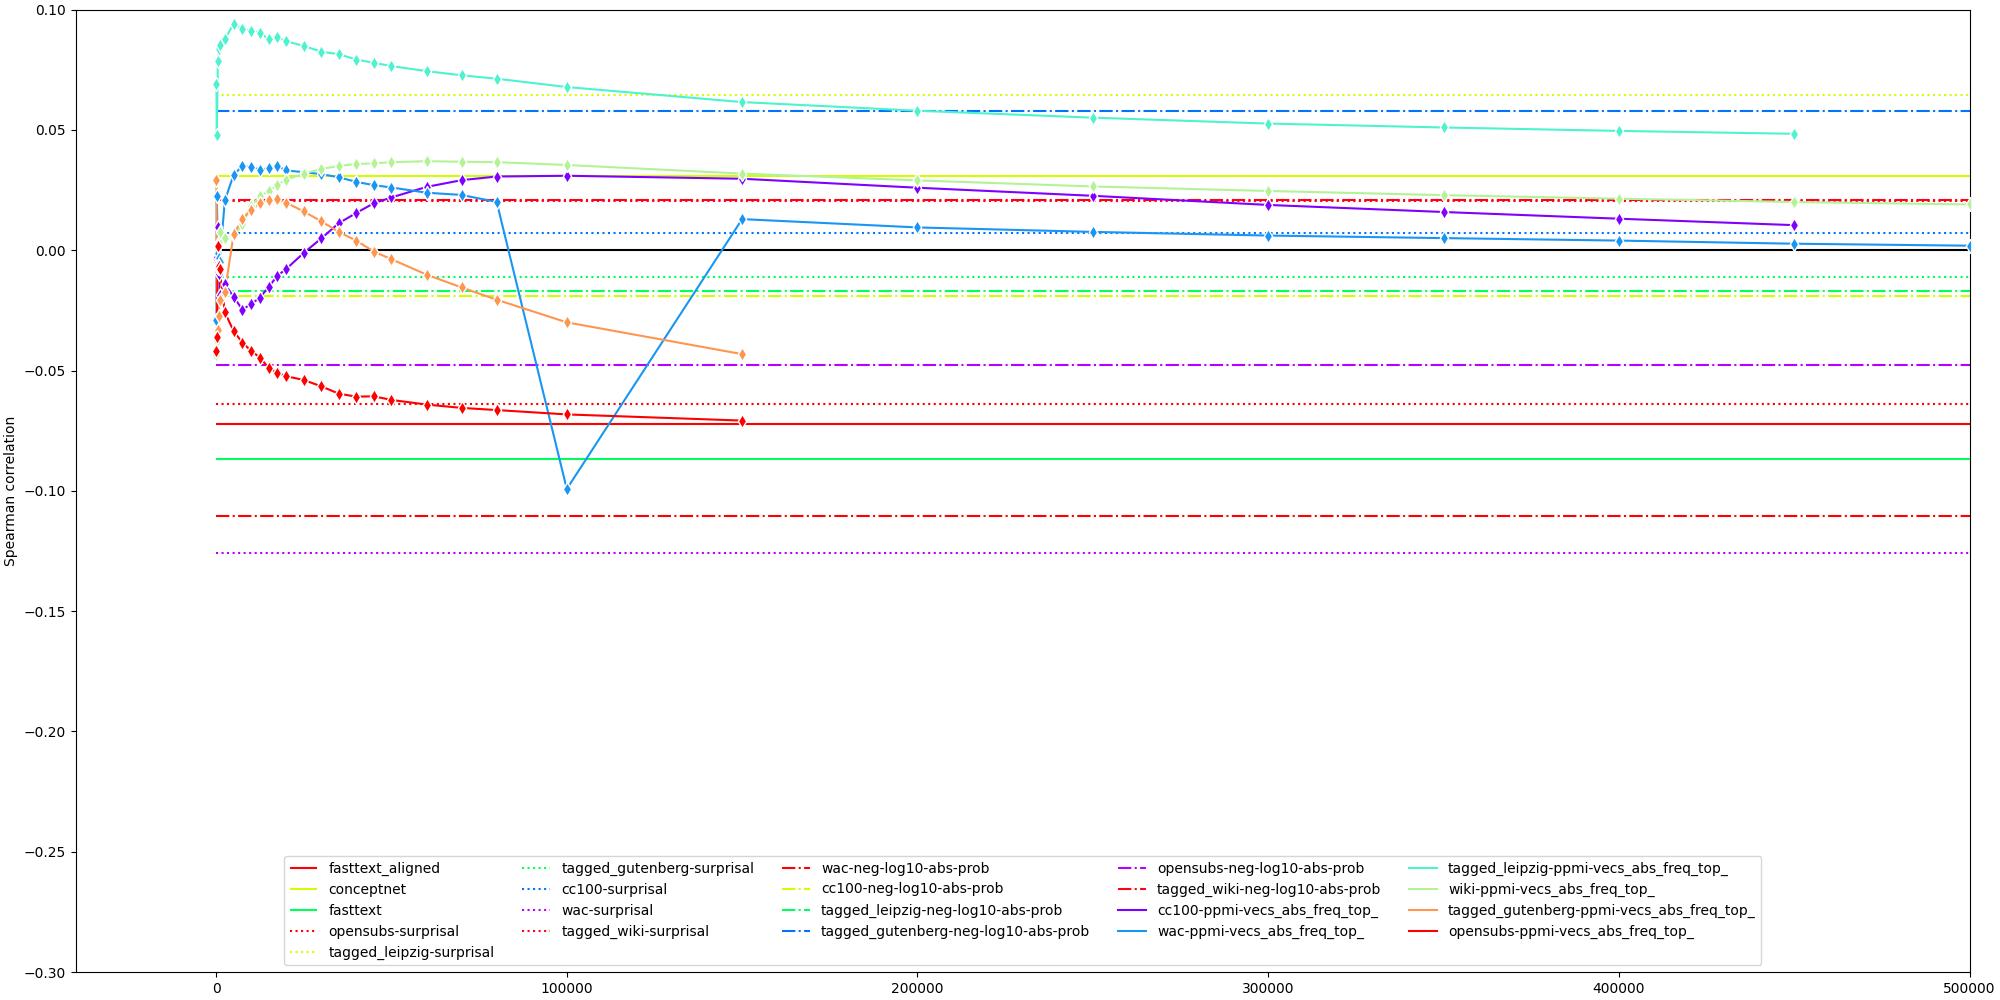 0.10
0.05
0.00
−0.05
−0.10
−0.15
−0.20
−0.25
−0.30
Spearman correlation
fasttext_aligned
conceptnet
fasttext
opensubs-surprisal
tagged_leipzig-surprisal
tagged_gutenberg-surprisal
cc100-surprisal
wac-surprisal
tagged_wiki-surprisal
wac-neg-log10-abs-prob
cc100-neg-log10-abs-prob
tagged_leipzig-neg-log10-abs-prob
tagged_gutenberg-neg-log10-abs-prob
opensubs-neg-log10-abs-prob
tagged_wiki-neg-log10-abs-prob
cc100-ppmi-vecs_abs_freq_top_
wac-ppmi-vecs_abs_freq_top_
tagged_leipzig-ppmi-vecs_abs_freq_top_
wiki-ppmi-vecs_abs_freq_top_
tagged_gutenberg-ppmi-vecs_abs_freq_top_
opensubs-ppmi-vecs_abs_freq_top_
0
100000
200000
300000
400000
500000